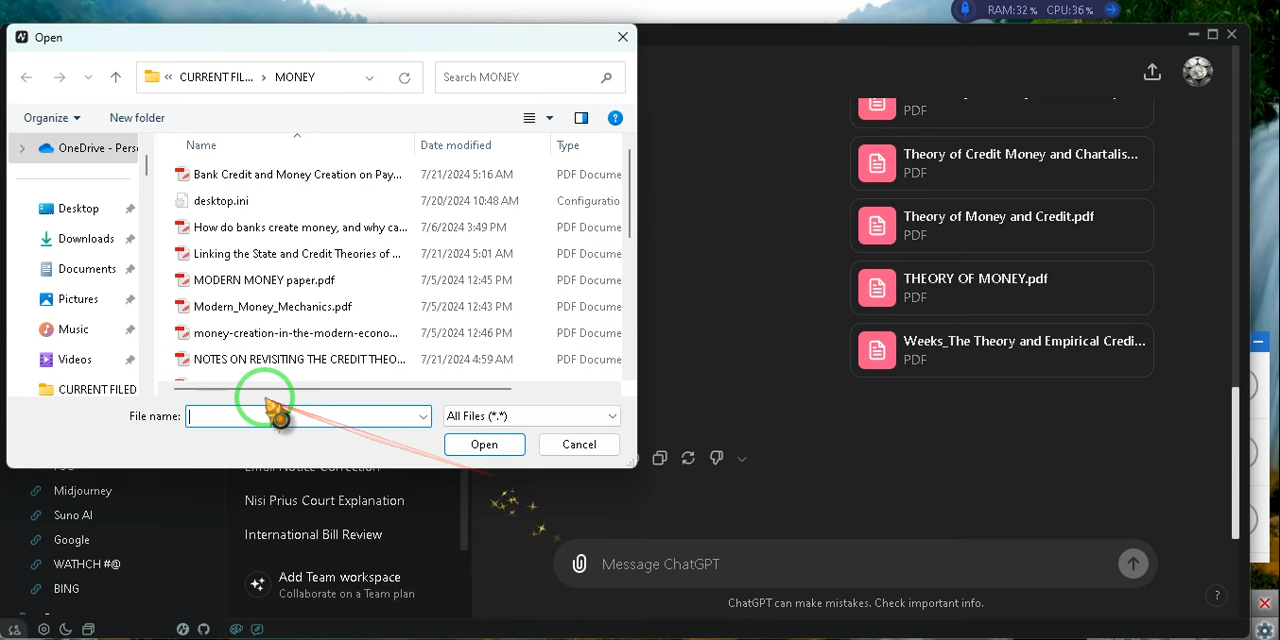 RAM:32% CPU:36%
Open
« CURRENT FIL... > MONEY
Search MONEY
Organize
New folder
OneDrive - Pers
Desktop
Downloads
Documents
Pictures
Music
Videos
CURRENT FILED
Name
Date modified
Type
Bank Credit and Money Creation on Pay... 7/21/2024 5:16 AM PDF Docume
desktop.ini 7/20/2024 10:48 AM Configuratio
How do banks create money, and why ca... 7/6/2024 3:49 PM PDF Docume
Linking the State and Credit Theories of ... 7/21/2024 5:01 AM PDF Docume
MODERN MONEY paper.pdf 7/5/2024 12:45 PM PDF Docume
Modern_Money_Mechanics.pdf 7/5/2024 12:43 PM PDF Docume
money-creation-in-the-modern-econo... 7/5/2024 12:46 PM PDF Docume
NOTES ON REVISITING THE CREDIT THEO... 7/21/2024 4:59 AM PDF Docume
File name:
All Files (*.*)
Open
Cancel
PDF
Theory of Credit Money and Chartalis...
PDF
Theory of Money and Credit.pdf
PDF
THEORY OF MONEY.pdf
PDF
Weeks_The Theory and Empirical Credi...
PDF
Midjourney
Suno AI
Google
WATHCH #@
BING
Email Notice Correction
Nisi Prius Court Explanation
International Bill Review
Add Team workspace
Collaborate on a Team plan
Message ChatGPT
ChatGPT can make mistakes. Check important info.
?